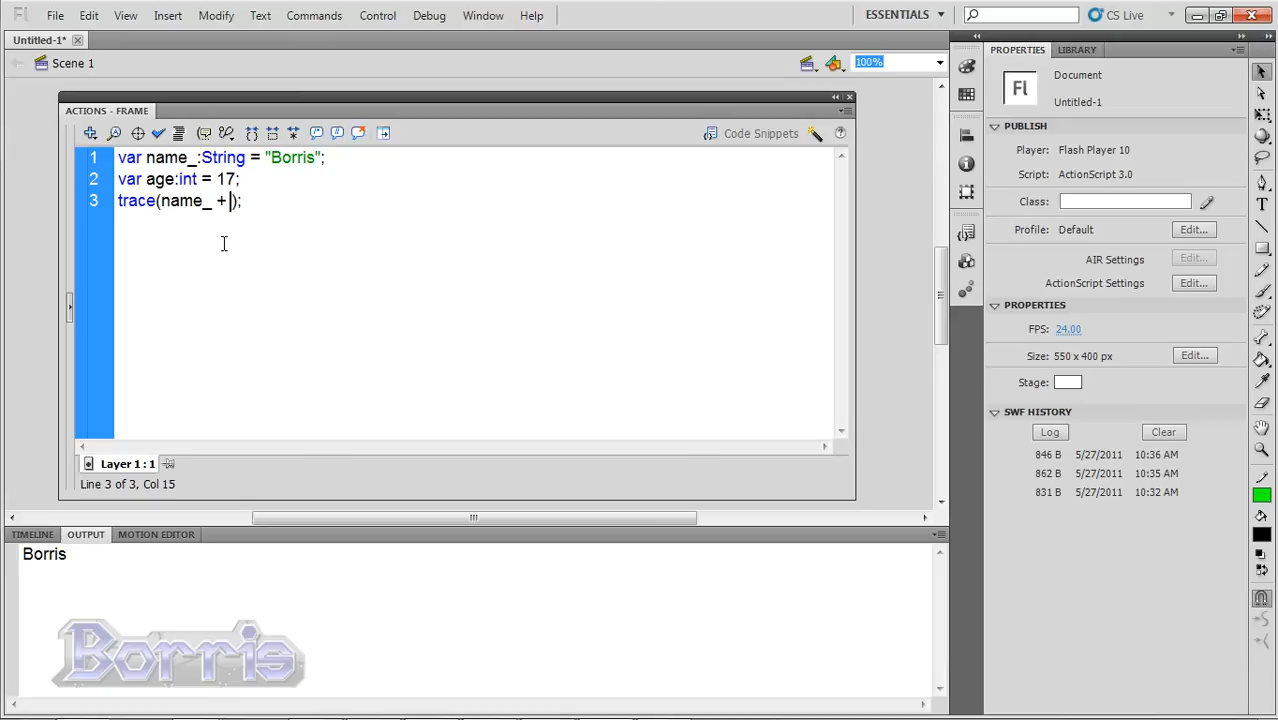 File Edit View Insert Modify Text Commands Control Debug Window Help ESSENTIALS CS Live
Untitled-1*
Scene 1 100%
ACTIONS - FRAME
Code Snippets
1 var name_:String = "Borris";
2 var age:int = 17;
3 trace(name_ + );
Layer 1 : 1
Line 3 of 3, Col 15
TIMELINE OUTPUT MOTION EDITOR
Borris
Borris
PROPERTIES LIBRARY
Fl Document
Untitled-1
PUBLISH
Player: Flash Player 10
Script: ActionScript 3.0
Class:
Profile: Default Edit...
AIR Settings Edit...
ActionScript Settings Edit...
PROPERTIES
FPS: 24.00
Size: 550 x 400 px Edit...
Stage:
SWF HISTORY
Log Clear
846 B 5/27/2011 10:36 AM
862 B 5/27/2011 10:35 AM
831 B 5/27/2011 10:32 AM